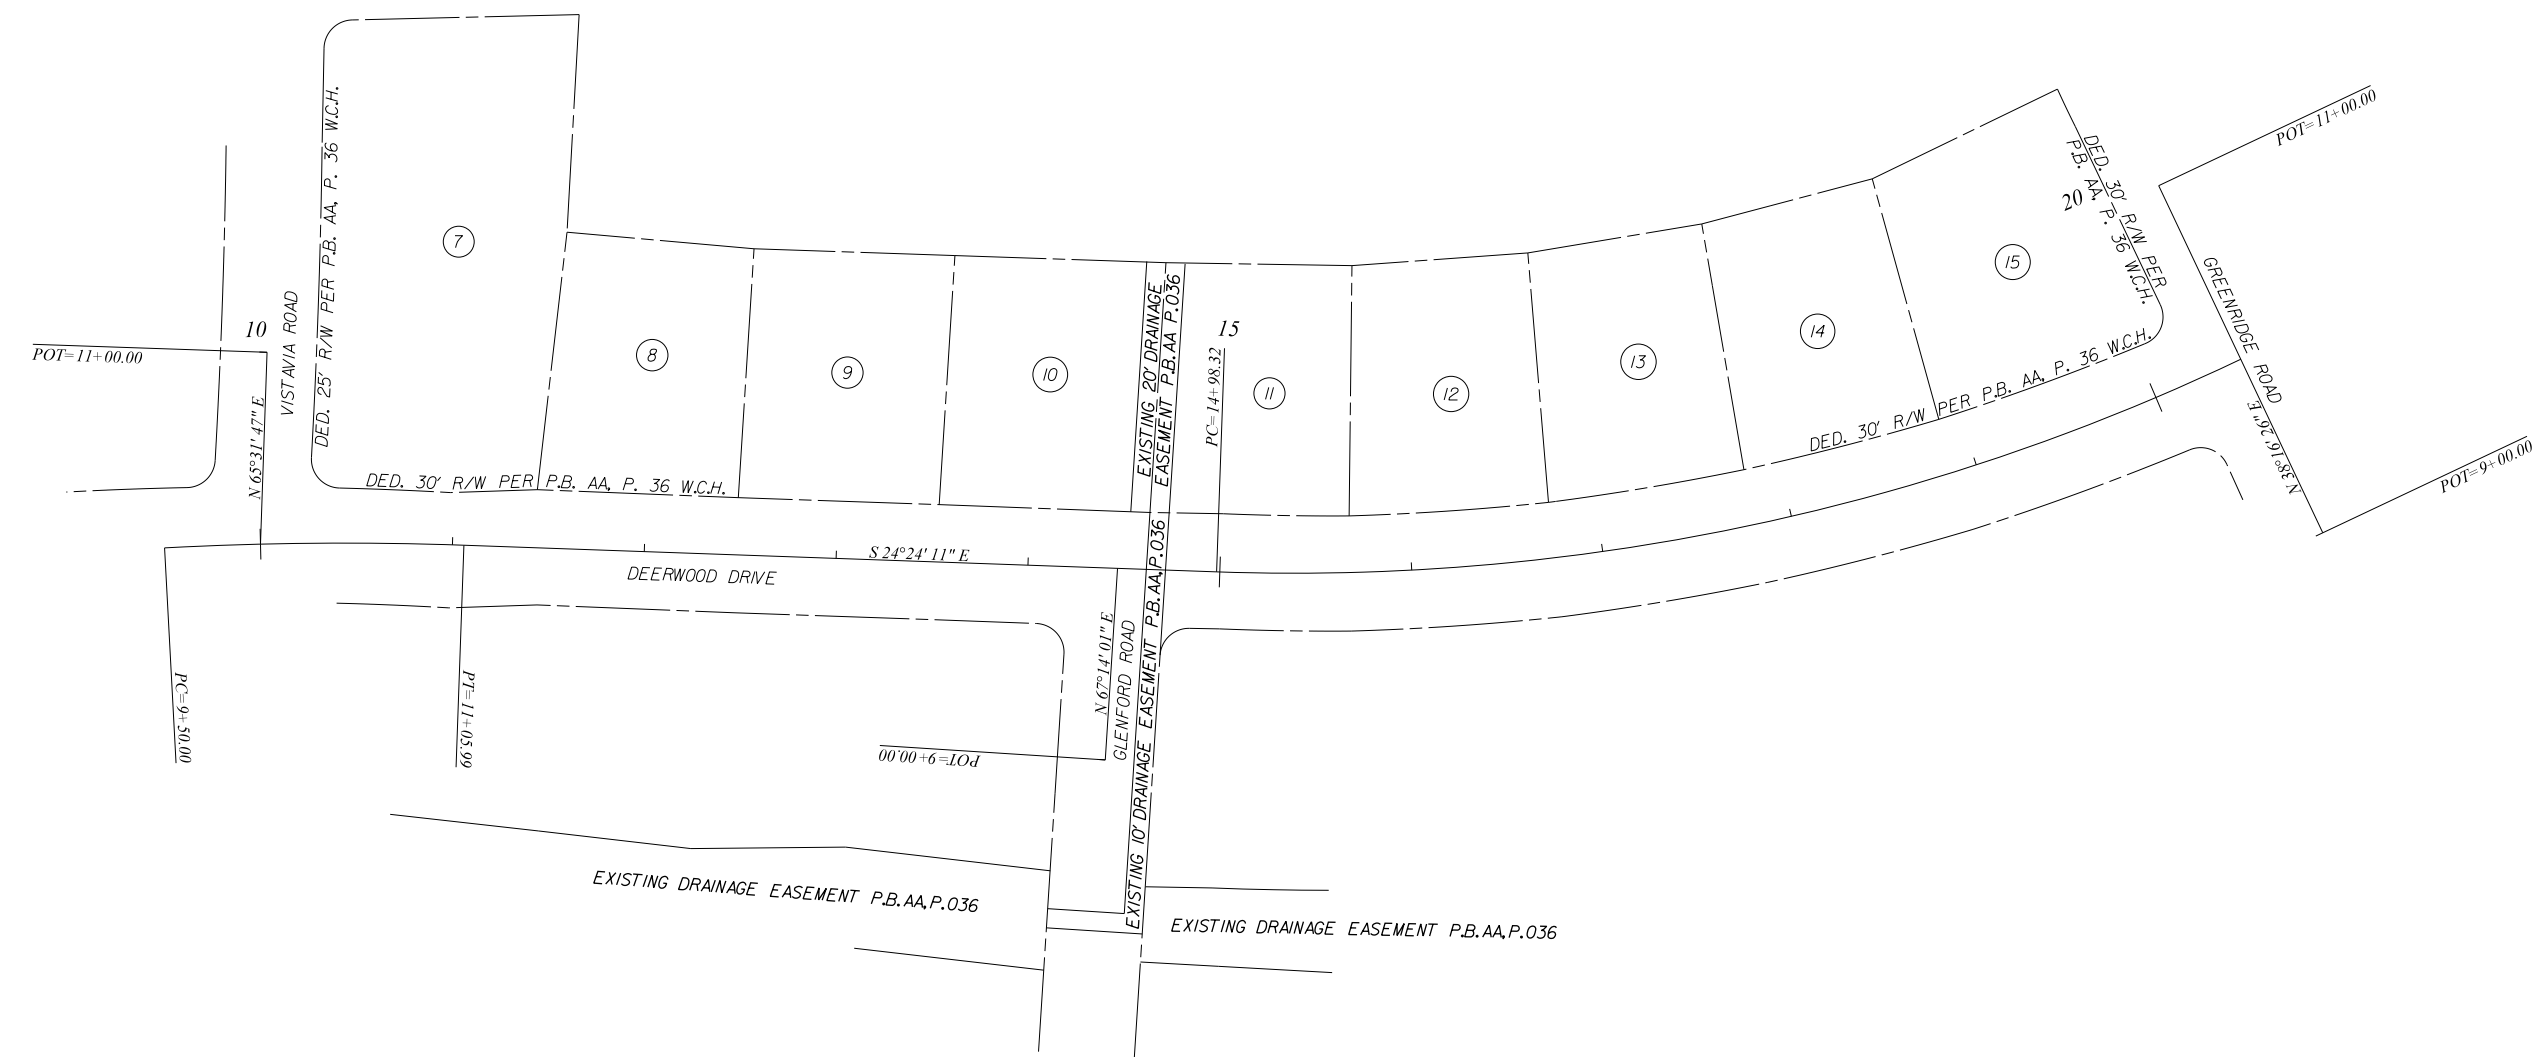 DED. 25' R/W PER P.B. AA, P. 36 W.C.H.
VISTAVIA ROAD
10
POT=11+00.00
N 65°31'47" E
7
8
9
10
11
12
13
14
15
DED. 30' R/W PER P.B. AA, P. 36 W.C.H.
EXISTING 20' DRAINAGE
EASEMENT P.B.AA P.036
15
PC=14+98.32
DED. 30' R/W PER P.B. AA, P. 36 W.C.H.
20
DED. 30' R/W PER
P.B. AA, P. 36 W.C.H.
POT=11+00.00
GREENRIDGE ROAD
N 38°16'26" E
POT=9+00.00
S 24°24'11" E
DEERWOOD DRIVE
PC=9+50.00
PT=11+05.99
N 67°14'01" E
GLENFORD ROAD
POT=9+00.00
EXISTING 10' DRAINAGE EASEMENT P.B.AA,P.036
EXISTING DRAINAGE EASEMENT P.B.AA,P.036
EXISTING DRAINAGE EASEMENT P.B.AA,P.036